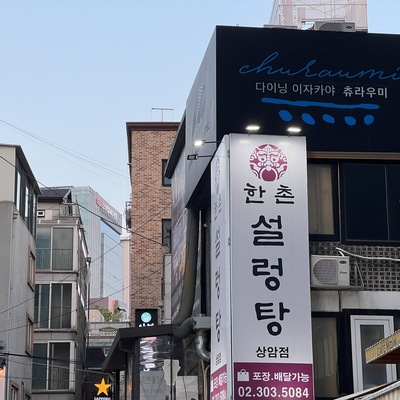 churaumi
다이닝 이자카야 츄라우미
한촌
설렁탕
상암점
포장.배달가능
02.303.5084
SAPPORO